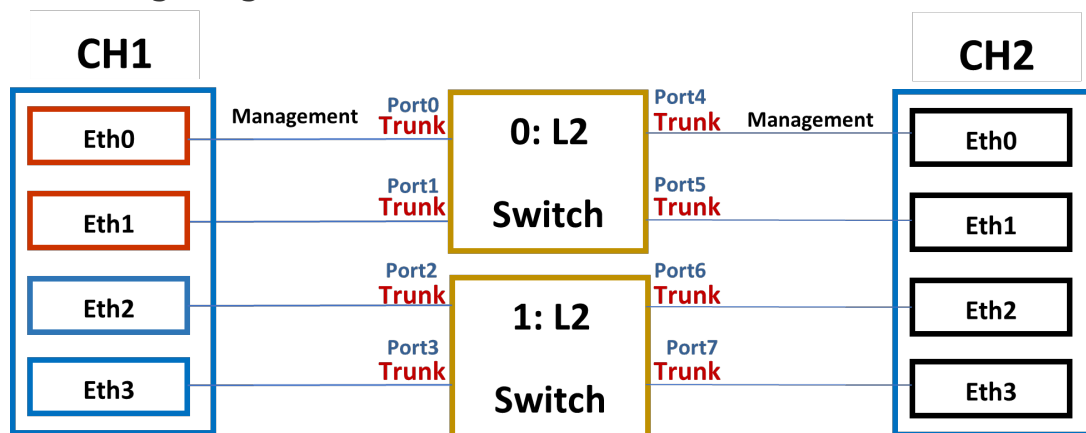 CH1
CH2
Eth0
Eth1
Eth2
Eth3
Management
Port0
Trunk
Port1
Trunk
Port2
Trunk
Port3
Trunk
0: L2
Switch
1: L2
Switch
Port4
Trunk
Management
Port5
Trunk
Port6
Trunk
Port7
Trunk
Eth0
Eth1
Eth2
Eth3